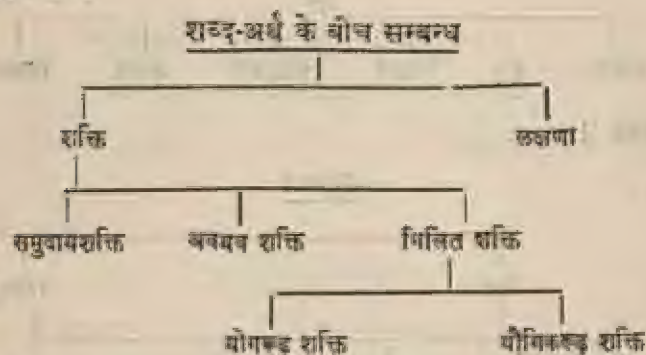 शब्द-अर्थ के बीच सम्बन्ध
शक्ति लक्षणा
समुदायशक्ति अवयव शक्ति मिलित शक्ति
योगरूढ शक्ति यौगिकरूढ शक्ति